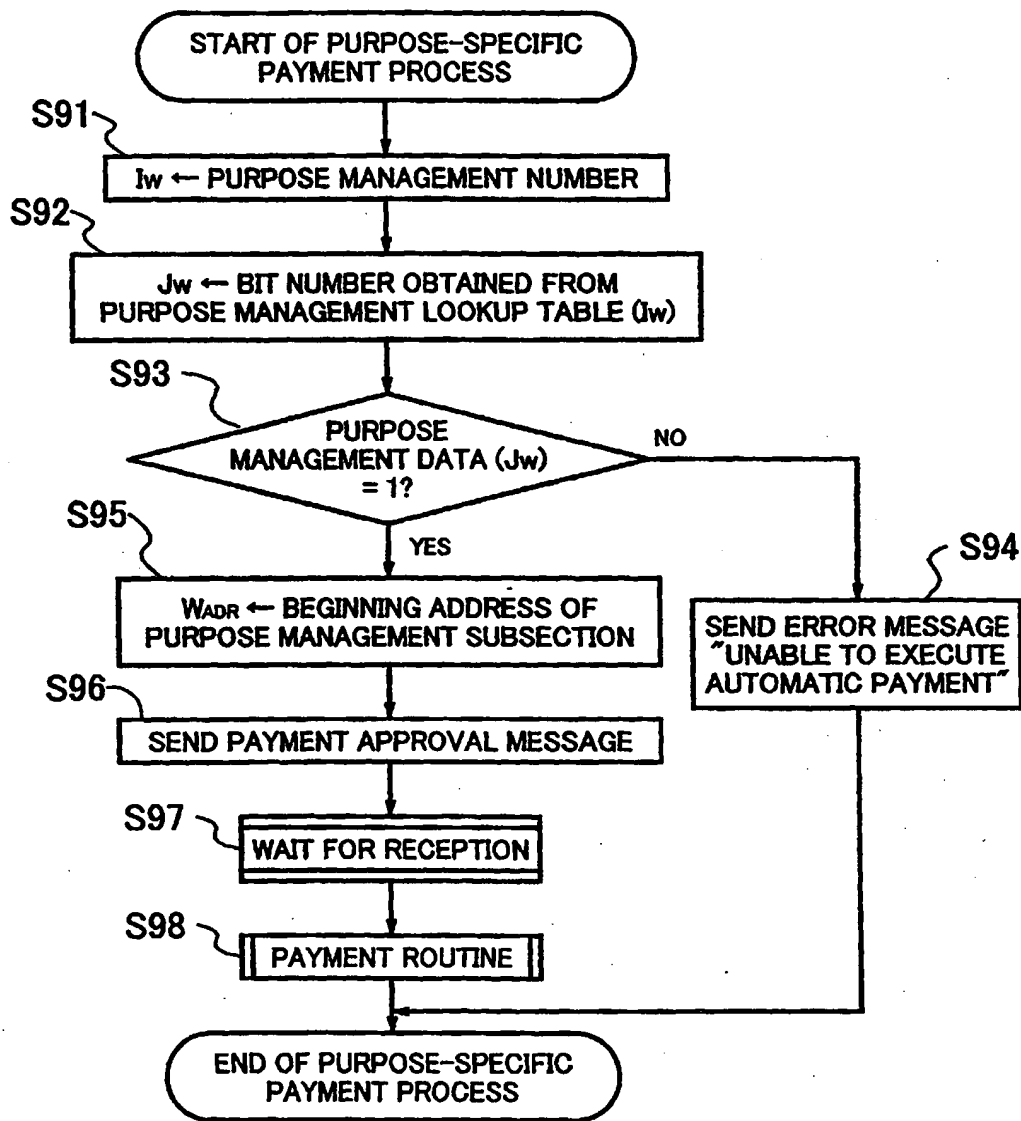 START OF PURPOSE-SPECIFIC
PAYMENT PROCESS
S91
Iw ← PURPOSE MANAGEMENT NUMBER
S92
Jw ← BIT NUMBER OBTAINED FROM
PURPOSE MANAGEMENT LOOKUP TABLE (Iw)
S93
PURPOSE
MANAGEMENT DATA (Jw)
= 1?
NO
YES
S95
WADR ← BEGINNING ADDRESS OF
PURPOSE MANAGEMENT SUBSECTION
S94
SEND ERROR MESSAGE
"UNABLE TO EXECUTE
AUTOMATIC PAYMENT"
S96
SEND PAYMENT APPROVAL MESSAGE
S97
WAIT FOR RECEPTION
S98
PAYMENT ROUTINE
END OF PURPOSE-SPECIFIC
PAYMENT PROCESS